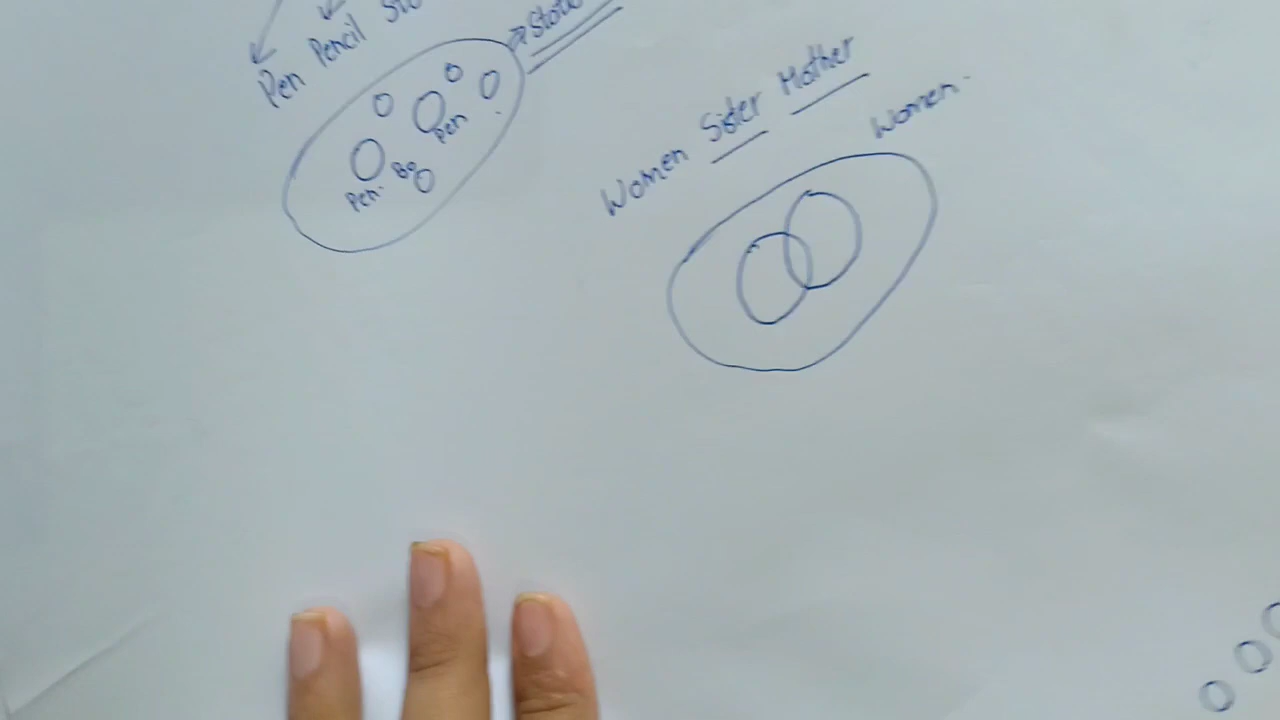 Pen Pencil
Pen
Pen.
Women Sister Mother
Women.